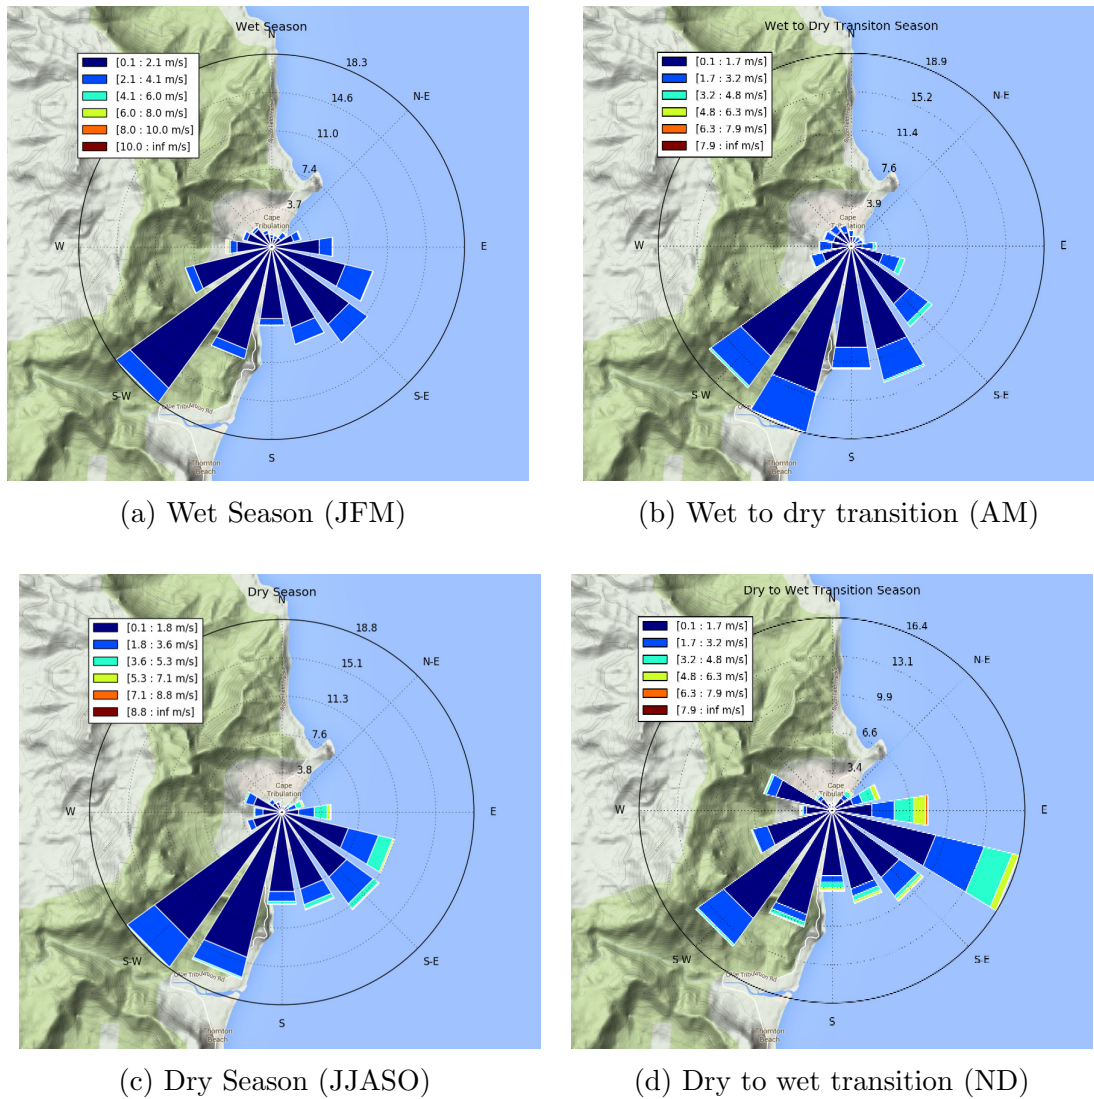 Wet Season
N
[0.1 : 2.1 m/s]
[2.1 : 4.1 m/s]
[4.1 : 6.0 m/s]
[6.0 : 8.0 m/s]
[8.0 : 10.0 m/s]
[10.0 : inf m/s]
18.3
14.6
11.0
7.4
3.7
N-E
W
E
Cape
Tribulation
S-W
S-E
S
Thornton
Beach
(a) Wet Season (JFM)
Wet to Dry Transiton Season
N
[0.1 : 1.7 m/s]
[1.7 : 3.2 m/s]
[3.2 : 4.8 m/s]
[4.8 : 6.3 m/s]
[6.3 : 7.9 m/s]
[7.9 : inf m/s]
18.9
15.2
11.4
7.6
3.9
N-E
W
E
Cape
Tribulation
S-W
S-E
S
Thornton
Beach
(b) Wet to dry transition (AM)
Dry Season
N
[0.1 : 1.8 m/s]
[1.8 : 3.6 m/s]
[3.6 : 5.3 m/s]
[5.3 : 7.1 m/s]
[7.1 : 8.8 m/s]
[8.8 : inf m/s]
18.8
15.1
11.3
7.6
3.8
N-E
W
E
Cape
Tribulation
S-W
S-E
S
Thornton
Beach
(c) Dry Season (JJASO)
Dry to Wet Transition Season
N
[0.1 : 1.7 m/s]
[1.7 : 3.2 m/s]
[3.2 : 4.8 m/s]
[4.8 : 6.3 m/s]
[6.3 : 7.9 m/s]
[7.9 : inf m/s]
16.4
13.1
9.9
6.6
3.4
N-E
W
E
Cape
S-W
S-E
S
Thornton
Beach
(d) Dry to wet transition (ND)